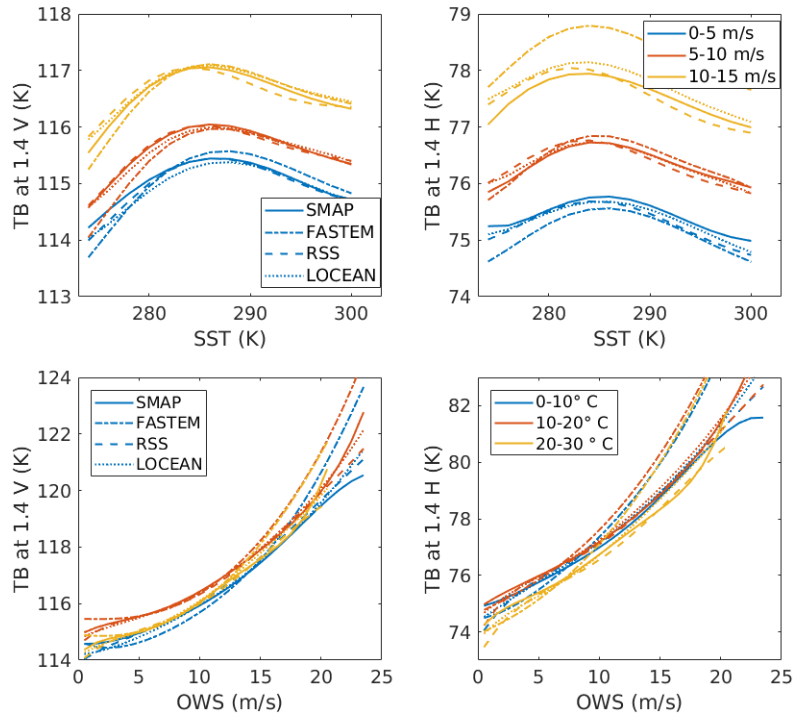 118
117
116
115
114
113
TB at 1.4 V (K)
280
290
300
SST (K)
SMAP
FASTEM
RSS
LOCEAN
79
78
77
76
75
74
TB at 1.4 H (K)
280
290
300
SST (K)
0-5 m/s
5-10 m/s
10-15 m/s
124
122
120
118
116
114
TB at 1.4 V (K)
0
5
10
15
20
25
OWS (m/s)
SMAP
FASTEM
RSS
LOCEAN
82
80
78
76
74
TB at 1.4 H (K)
0
5
10
15
20
25
OWS (m/s)
0-10° C
10-20° C
20-30 ° C